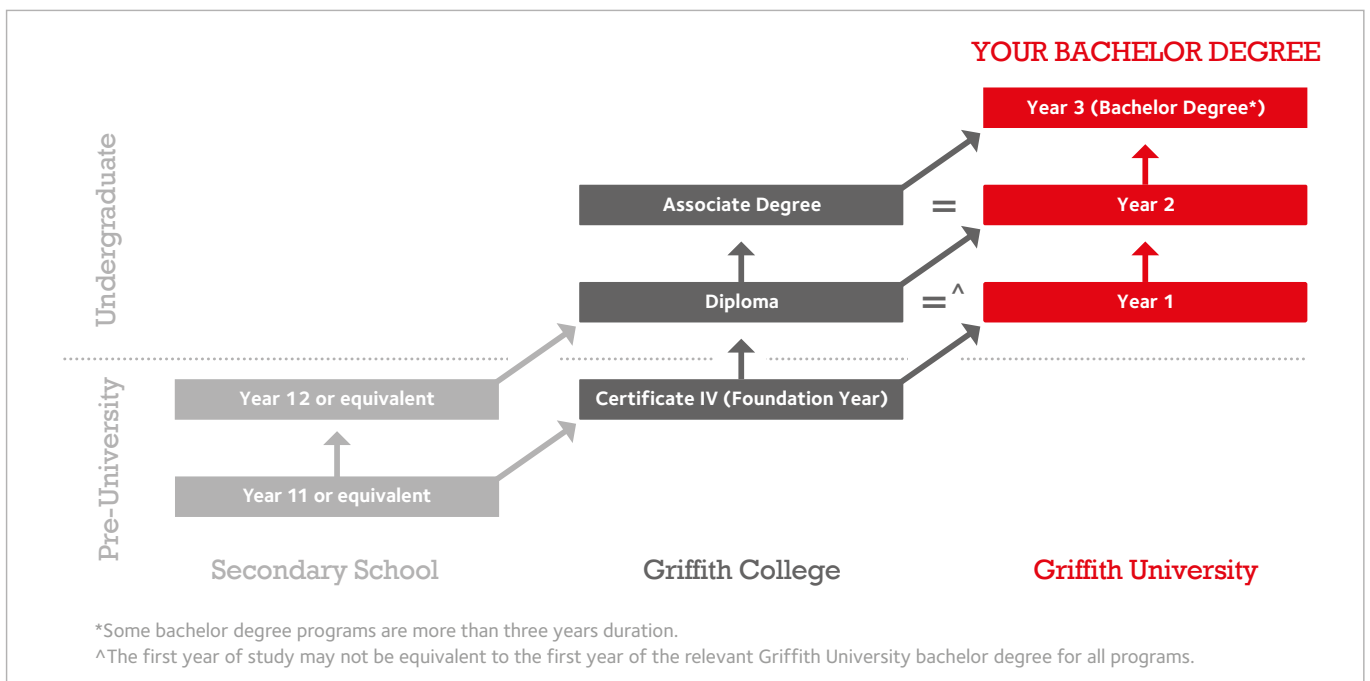 YOUR BACHELOR DEGREE
Year 3 (Bachelor Degree*)
Undergraduate
Associate Degree
=
Year 2
Diploma
=^
Year 1
Pre-University
Year 12 or equivalent
Certificate IV (Foundation Year)
Year 11 or equivalent
Secondary School
Griffith College
Griffith University
*Some bachelor degree programs are more than three years duration.
^The first year of study may not be equivalent to the first year of the relevant Griffith University bachelor degree for all programs.